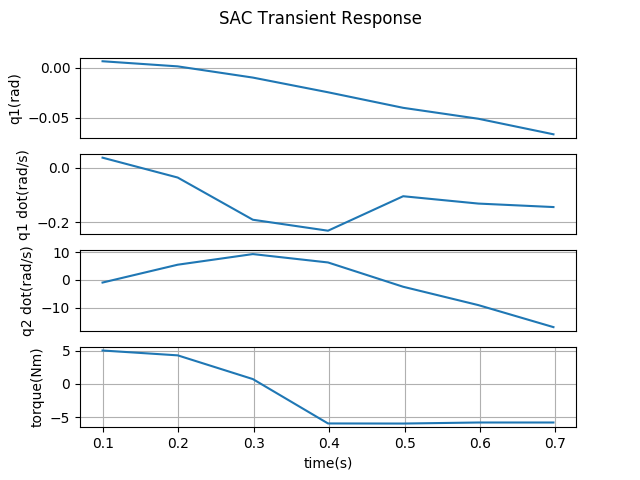 SAC Transient Response
q1(rad)
0.00
−0.05
q1 dot(rad/s)
0.0
−0.2
q2 dot(rad/s)
10
0
−10
torque(Nm)
5
0
−5
0.1 0.2 0.3 0.4 0.5 0.6 0.7
time(s)